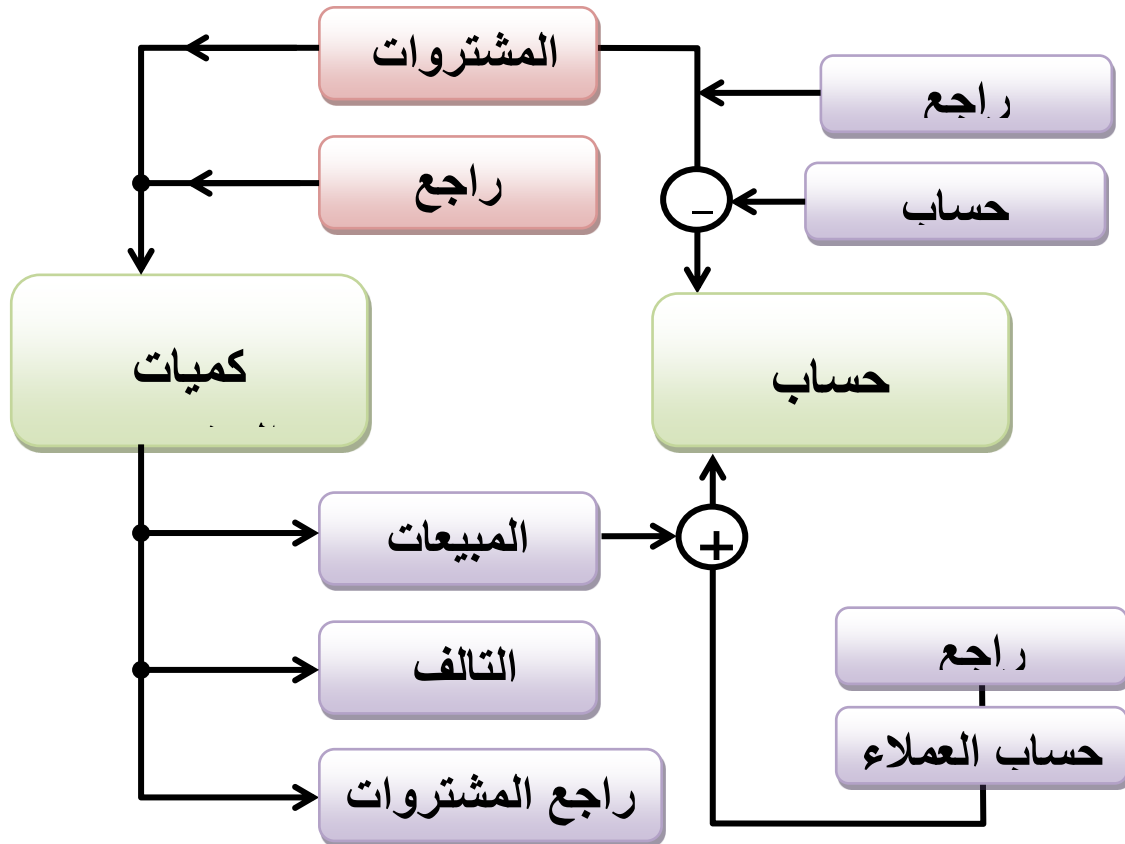 المشتروات
راجع
راجع
حساب
كميات
حساب
–
المبيعات
+
التالف
راجع
حساب العملاء
راجع المشتروات